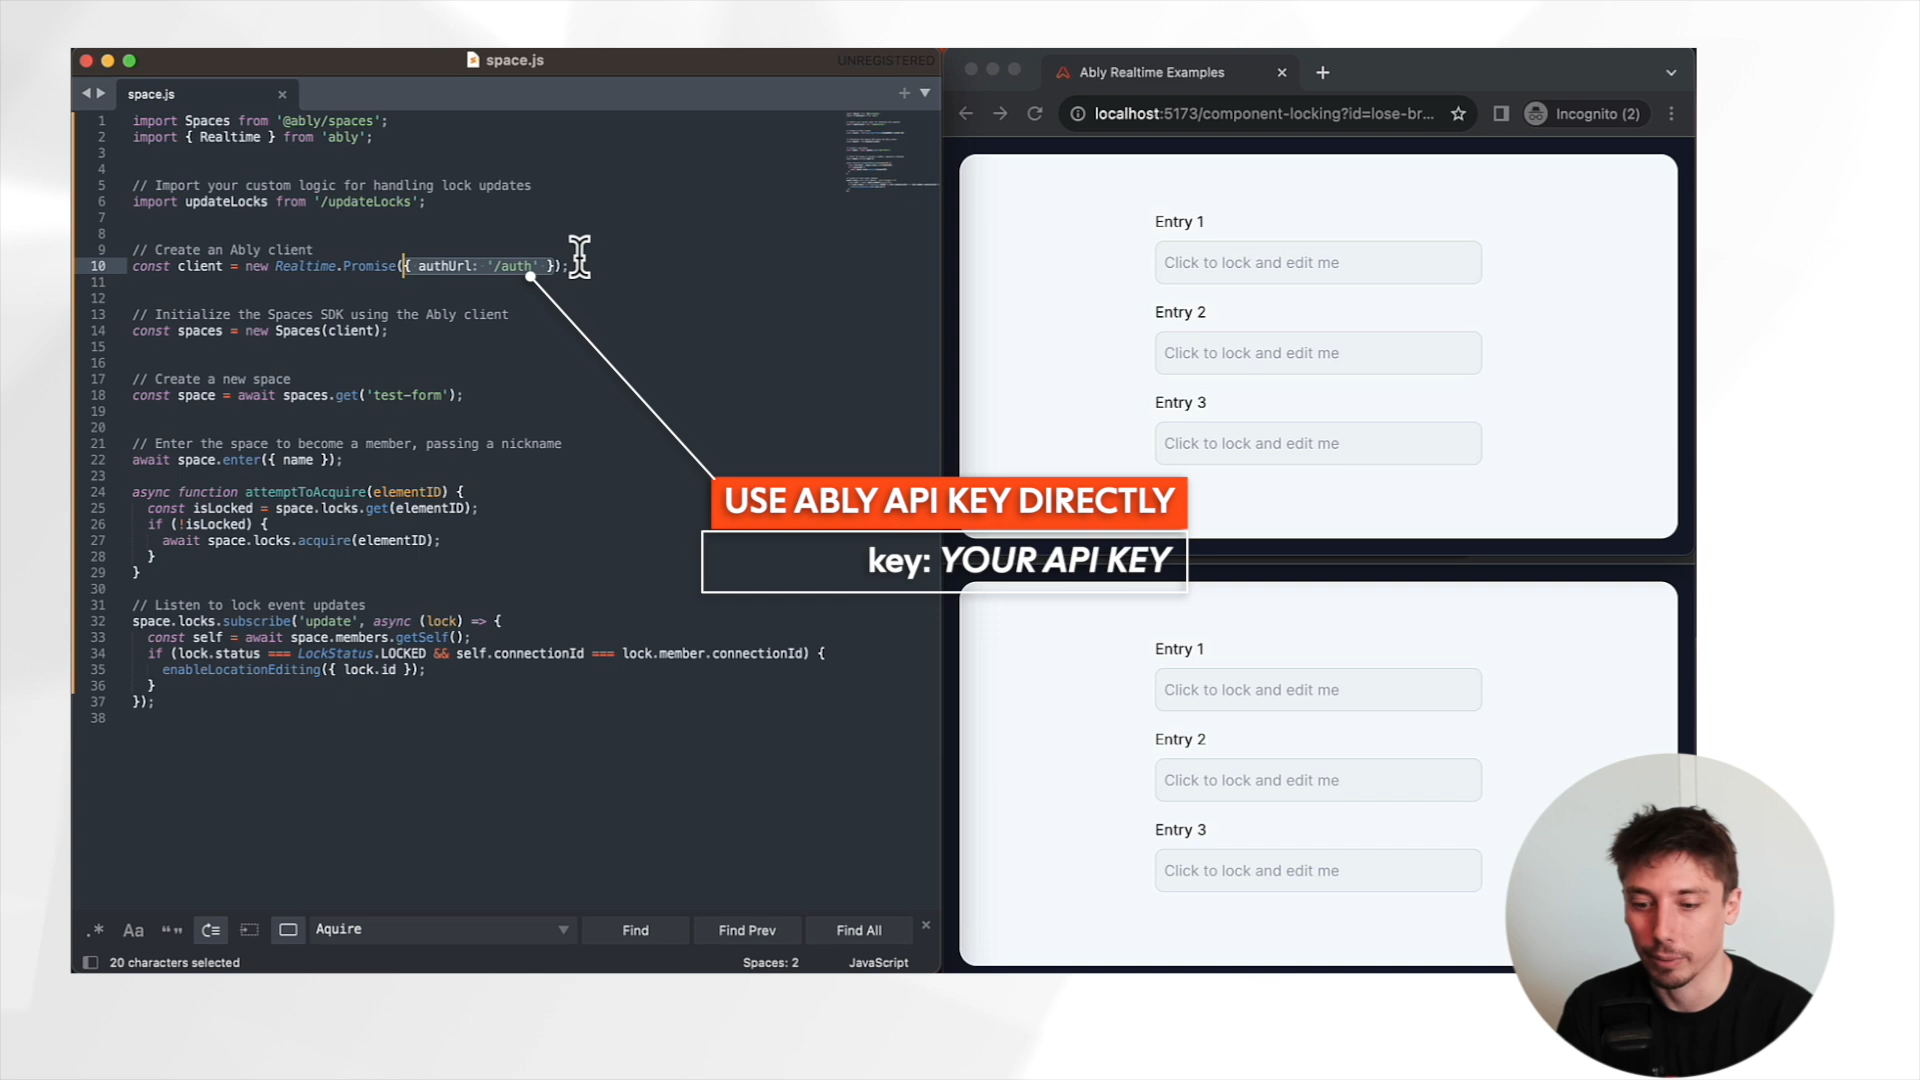 space.js
UNREGISTERED
space.js
1 import Spaces from '@ably/spaces';
2 import { Realtime } from 'ably';
3
4
5 // Import your custom logic for handling lock updates
6 import updateLocks from '/updateLocks';
7
8
9 // Create an Ably client
10 const client = new Realtime.Promise({ authUrl: '/auth' });
11
12
13 // Initialize the Spaces SDK using the Ably client
14 const spaces = new Spaces(client);
15
16
17 // Create a new space
18 const space = await spaces.get('test-form');
19
20
21 // Enter the space to become a member, passing a nickname
22 await space.enter({ name });
23
24 async function attemptToAcquire(elementID) {
25 const isLocked = space.locks.get(elementID);
26 if (!isLocked) {
27 await space.locks.acquire(elementID);
28 }
29 }
30
31 // Listen to lock event updates
32 space.locks.subscribe('update', async (lock) => {
33 const self = await space.members.getSelf();
34 if (lock.status === LockStatus.LOCKED && self.connectionId === lock.member.connectionId) {
35 enableLocationEditing({ lock.id });
36 }
37 });
38
USE ABLY API KEY DIRECTLY
key: YOUR API KEY
.* Aa “” Aquire Find Find Prev Find All
20 characters selected Spaces: 2 JavaScript
Ably Realtime Examples
localhost:5173/component-locking?id=lose-br... Incognito (2)
Entry 1
Click to lock and edit me
Entry 2
Click to lock and edit me
Entry 3
Click to lock and edit me
Entry 1
Click to lock and edit me
Entry 2
Click to lock and edit me
Entry 3
Click to lock and edit me